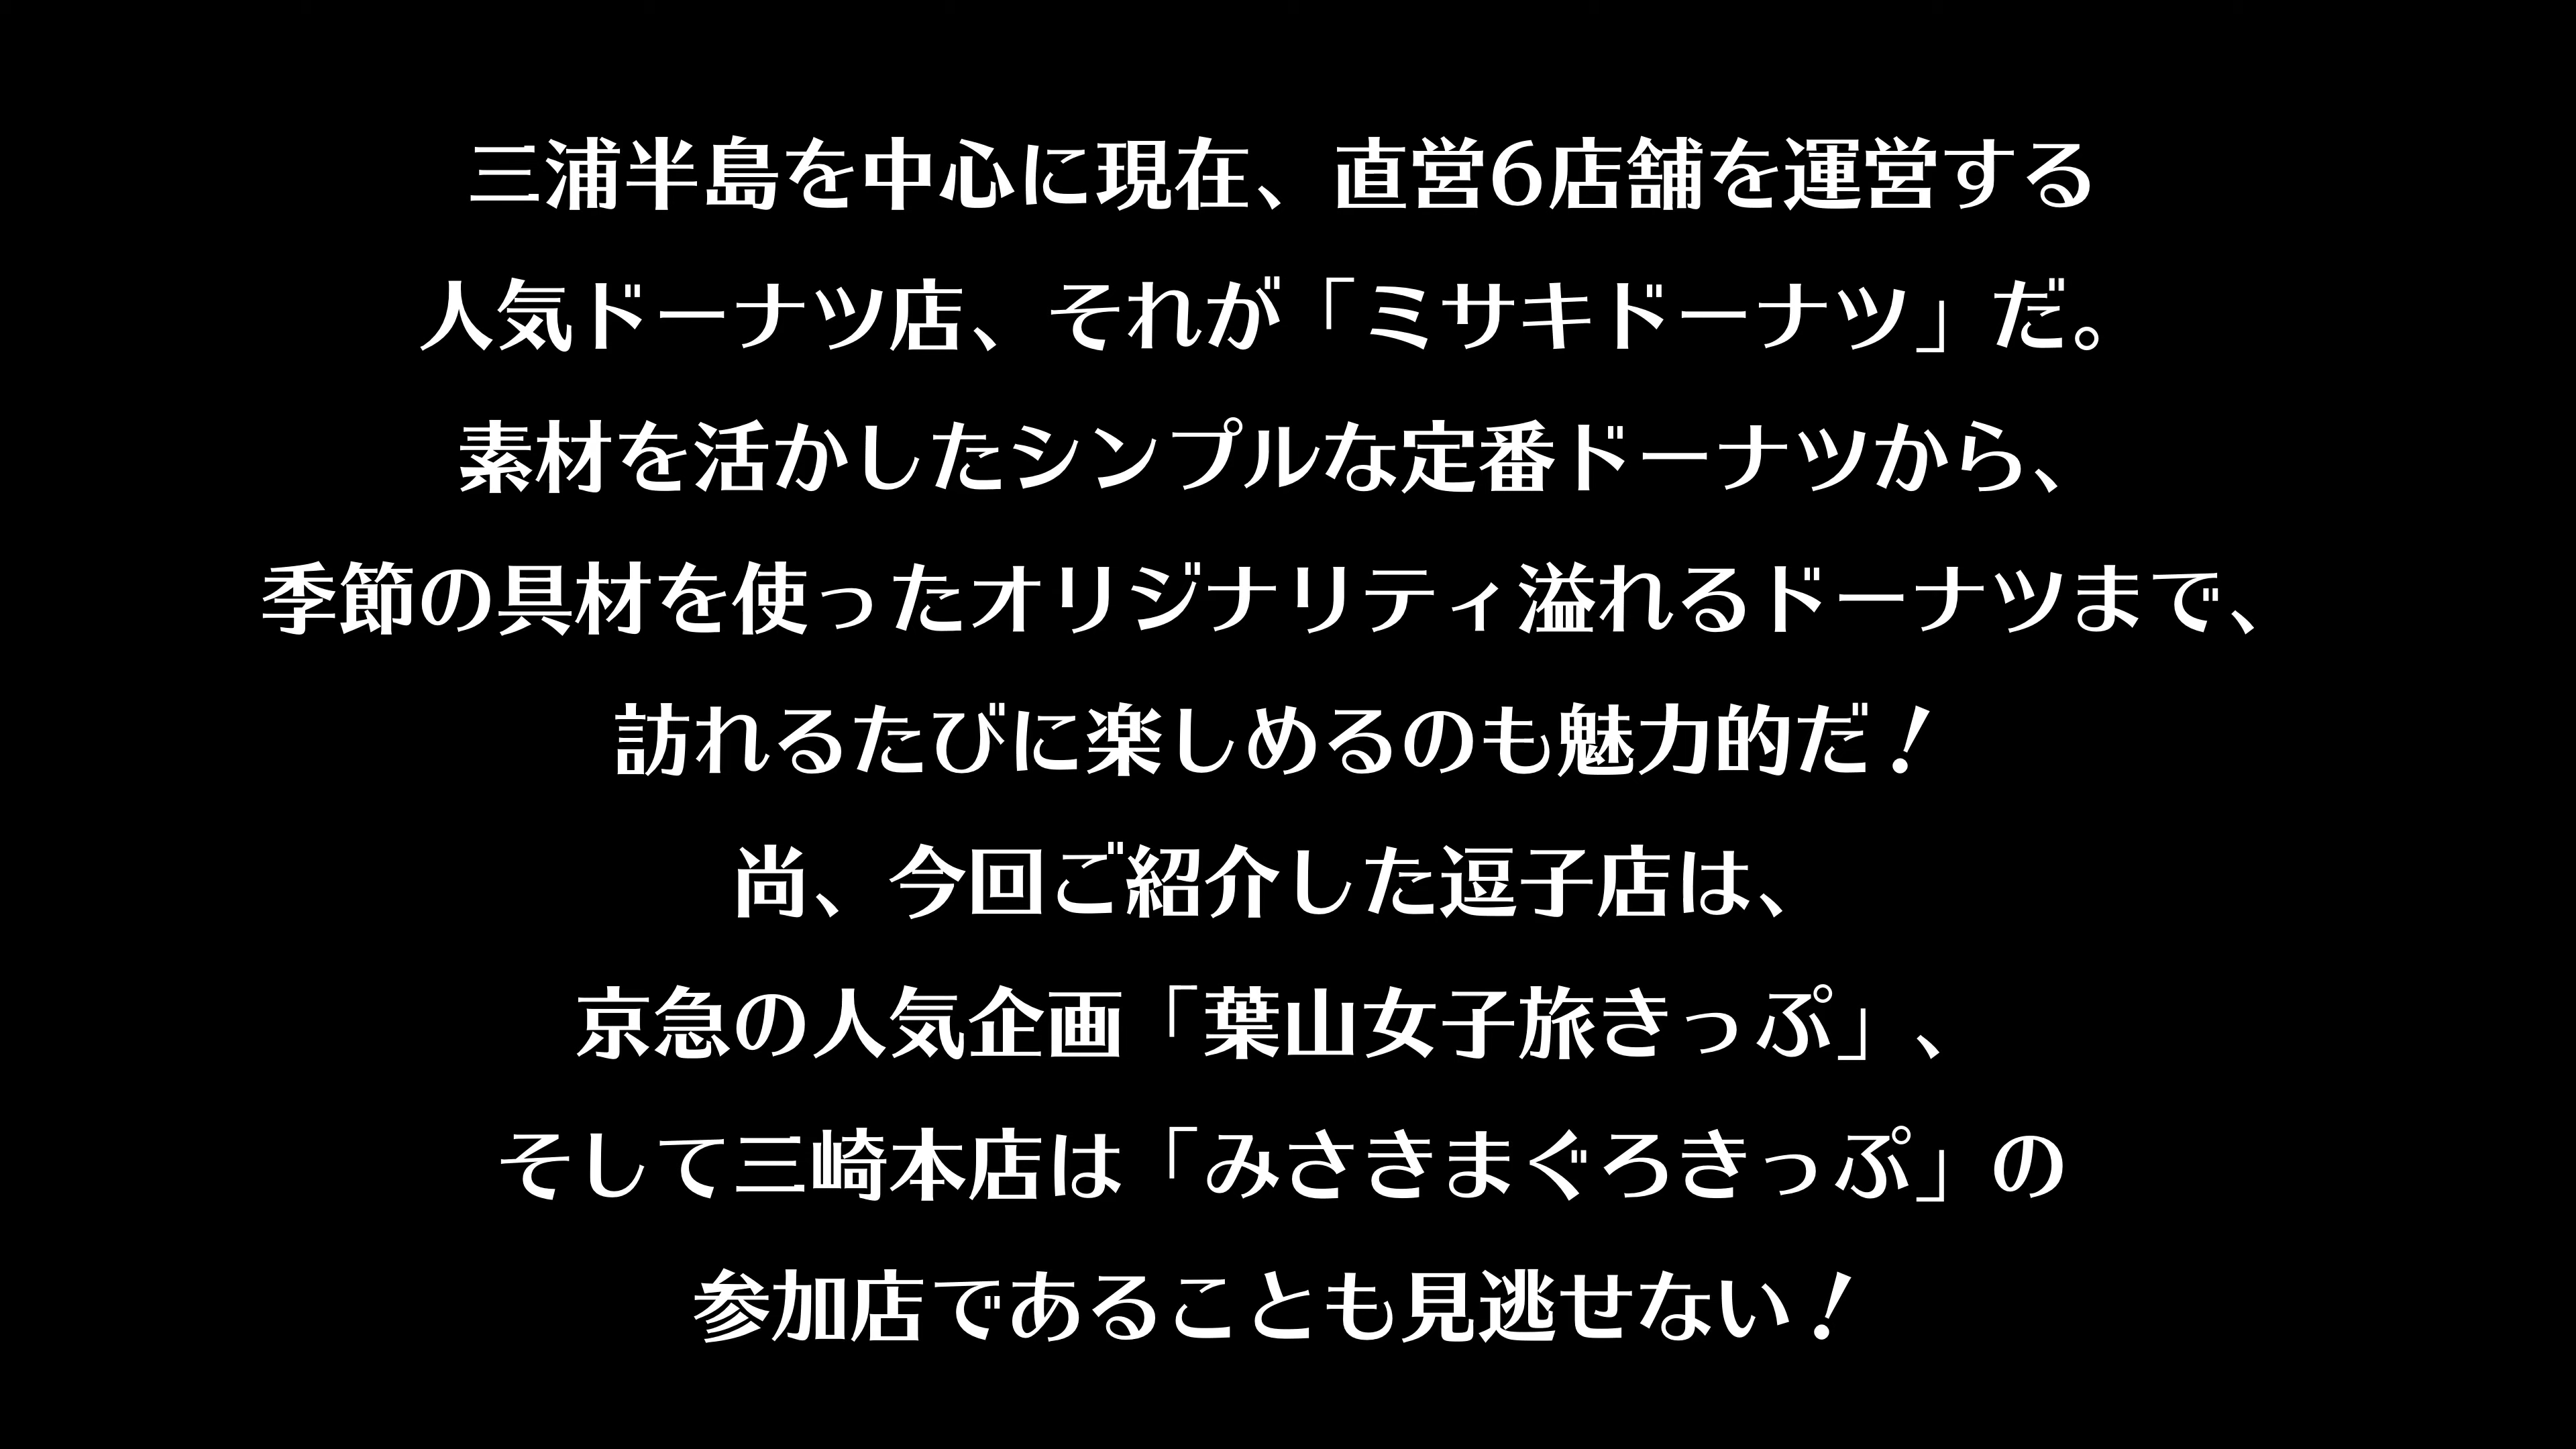 三浦半島を中心に現在、直営6店舗を運営する
人気ドーナツ店、それが「ミサキドーナツ」だ。
素材を活かしたシンプルな定番ドーナツから、
季節の具材を使ったオリジナリティ溢れるドーナツまで、
訪れるたびに楽しめるのも魅力的だ！
尚、今回ご紹介した逗子店は、
京急の人気企画「葉山女子旅きっぷ」、
そして三崎本店は「みさきまぐろきっぷ」の
参加店であることも見逃せない！